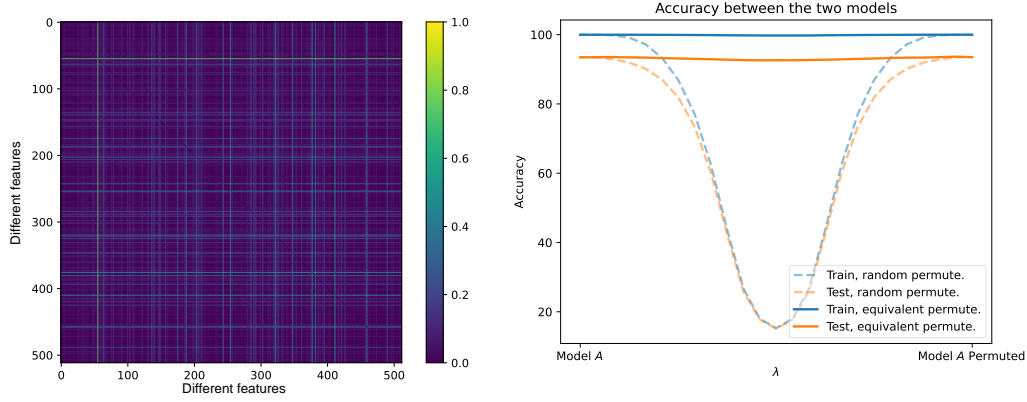 0
100
200
300
400
500
Different features
0
100
200
300
400
500
Different features
1.0
0.8
0.6
0.4
0.2
0.0
Accuracy between the two models
100
80
60
40
20
Accuracy
Train, random permute.
Test, random permute.
Train, equivalent permute.
Test, equivalent permute.
Model A
Model A Permuted
λ